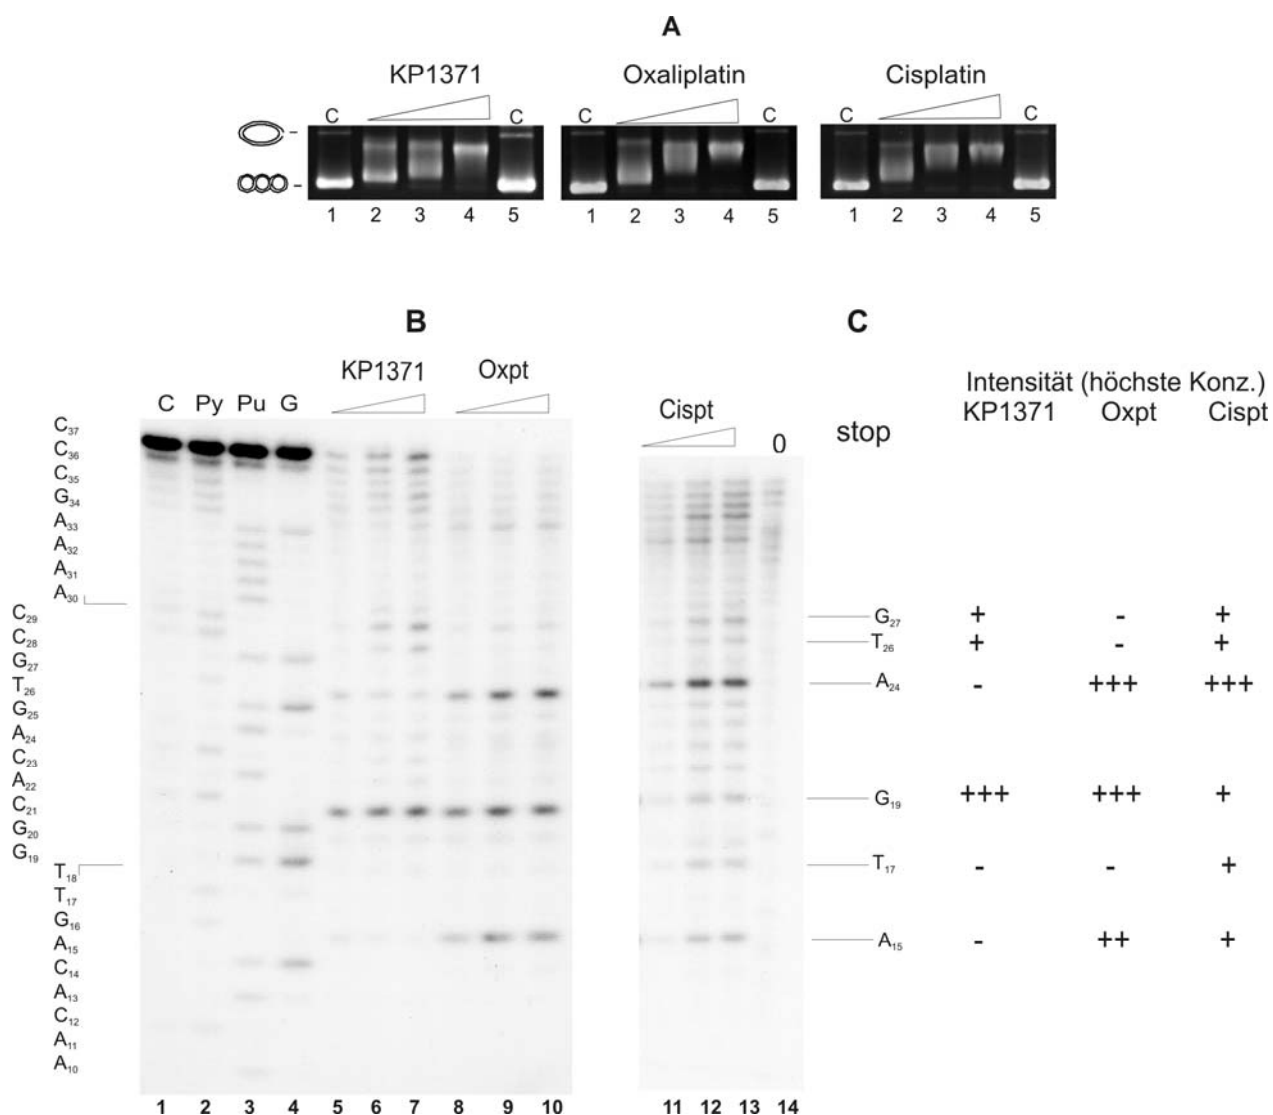 A
KP1371 Oxaliplatin Cisplatin
C C C C C C
1 2 3 4 5 1 2 3 4 5 1 2 3 4 5
B C
KP1371 Oxpt
C Py Pu G
Cispt
0
stop
Intensität (höchste Konz.)
KP1371 Oxpt Cispt
C37
C36
C35
G34
A33
A32
A31
A30
C29
C28
G27
T26
G25
A24
C23
A22
C21
G20
G19
T18
T17
G16
A15
C14
A13
C12
A11
A10
G27 + - +
T26 + - +
A24 - +++ +++
G19 +++ +++ +
T17 - - +
A15 - ++ +
1 2 3 4 5 6 7 8 9 10 11 12 13 14